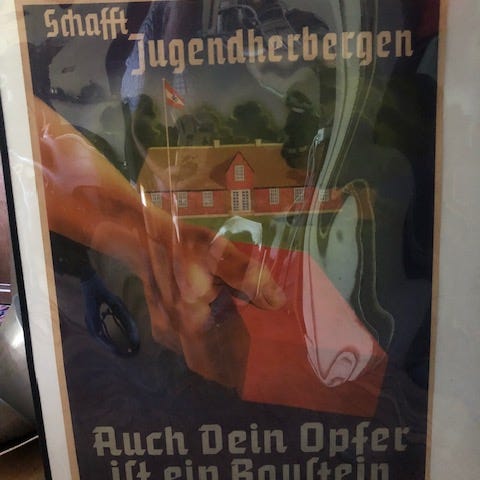 Schafft
Jugendherbergen
Auch Dein Opfer
iſt ein Bauſtein